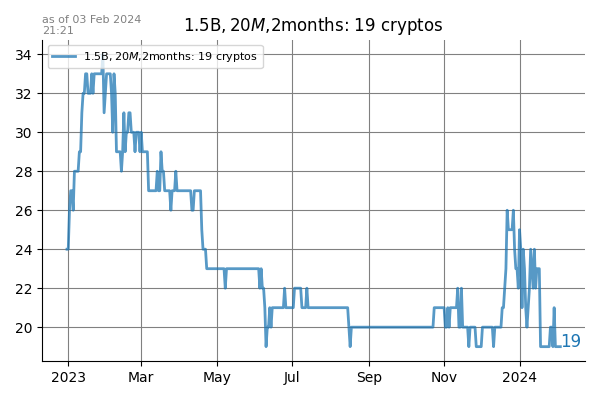 as of 03 Feb 2024
21:21
1.5B, 20M,2months: 19 cryptos
1.5B, 20M,2months: 19 cryptos
34
32
30
28
26
24
22
20
19
2023
Mar
May
Jul
Sep
Nov
2024